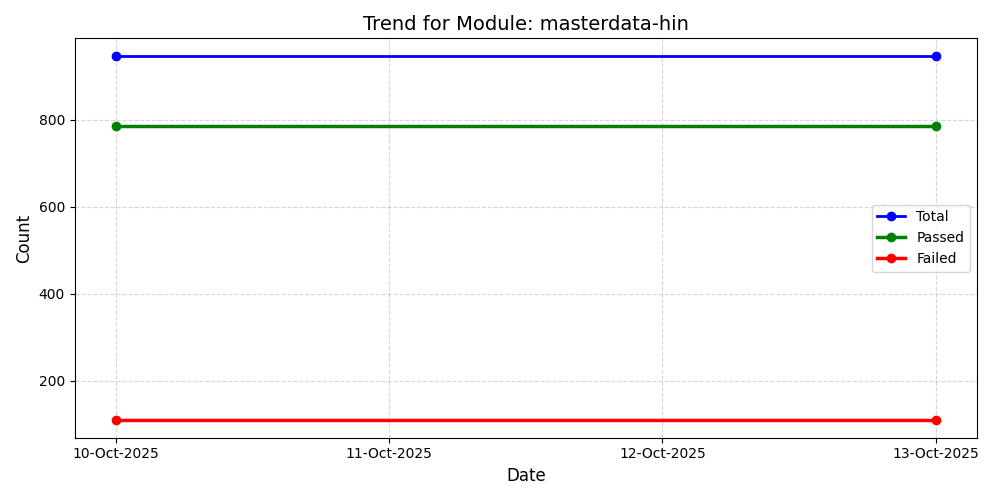 Trend for Module: masterdata-hin
Count
800
600
400
200
Total
Passed
Failed
10-Oct-2025
11-Oct-2025
12-Oct-2025
13-Oct-2025
Date